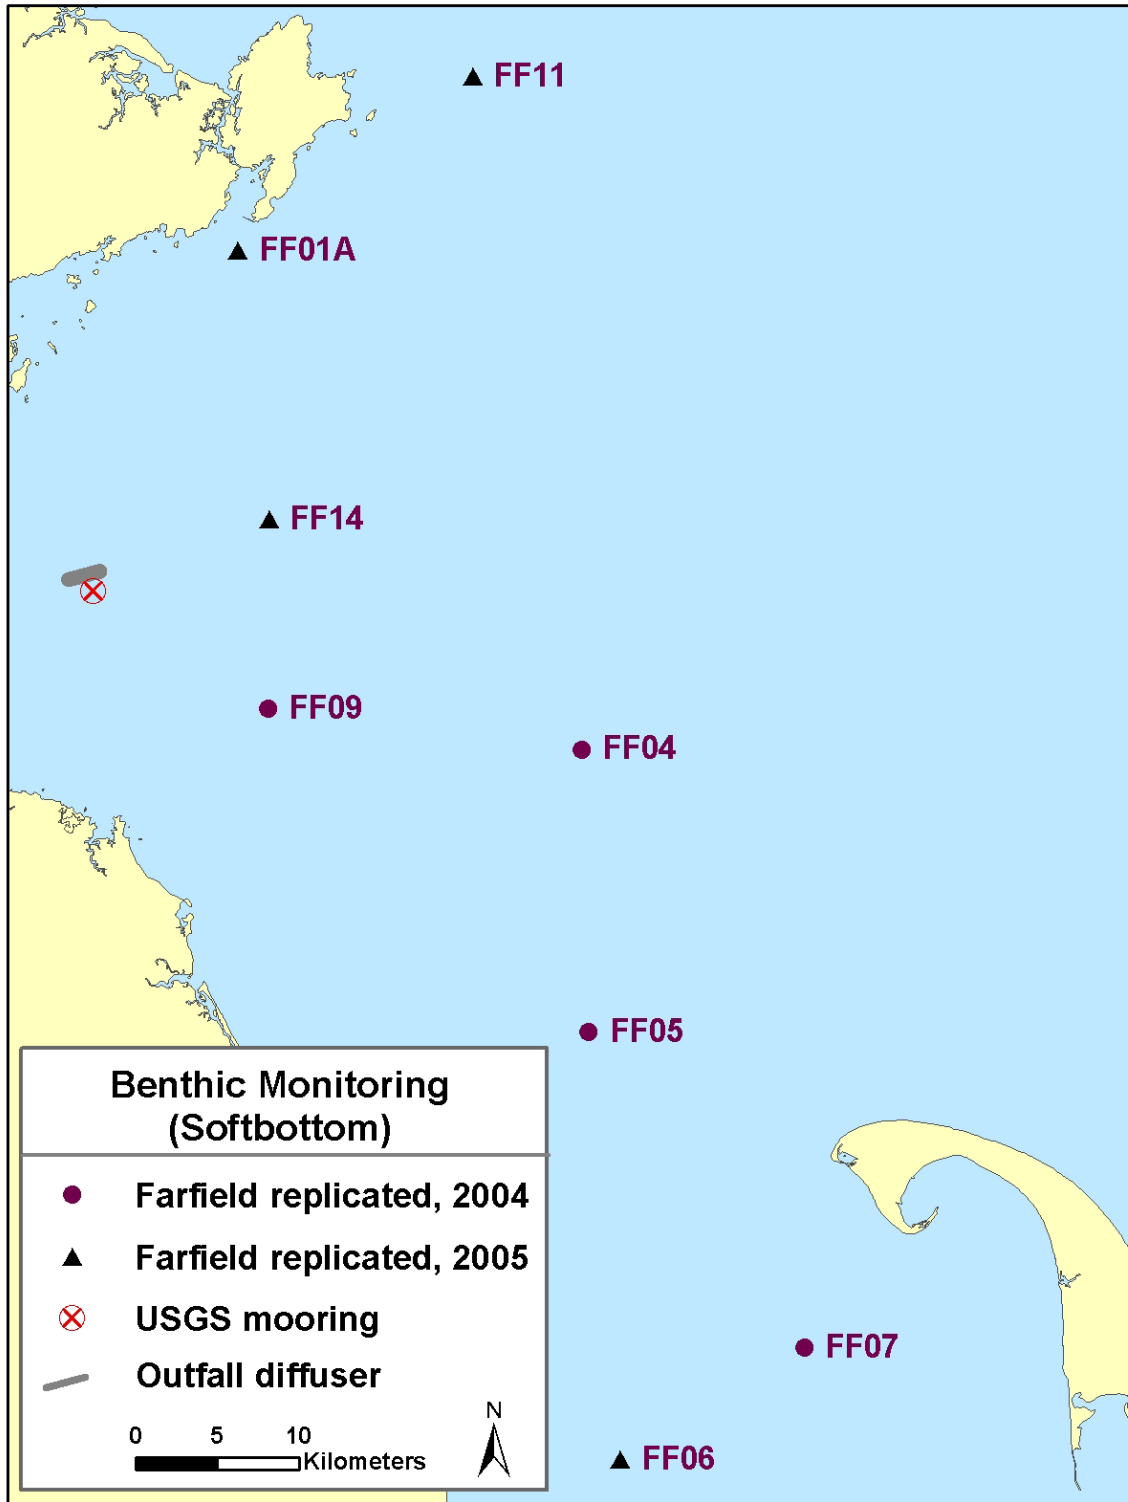 FF11
FF01A
FF14
FF09
FF04
FF05
Benthic Monitoring
(Softbottom)
Farfield replicated, 2004
Farfield replicated, 2005
USGS mooring
Outfall diffuser
0 5 10
Kilometers
N
FF07
FF06